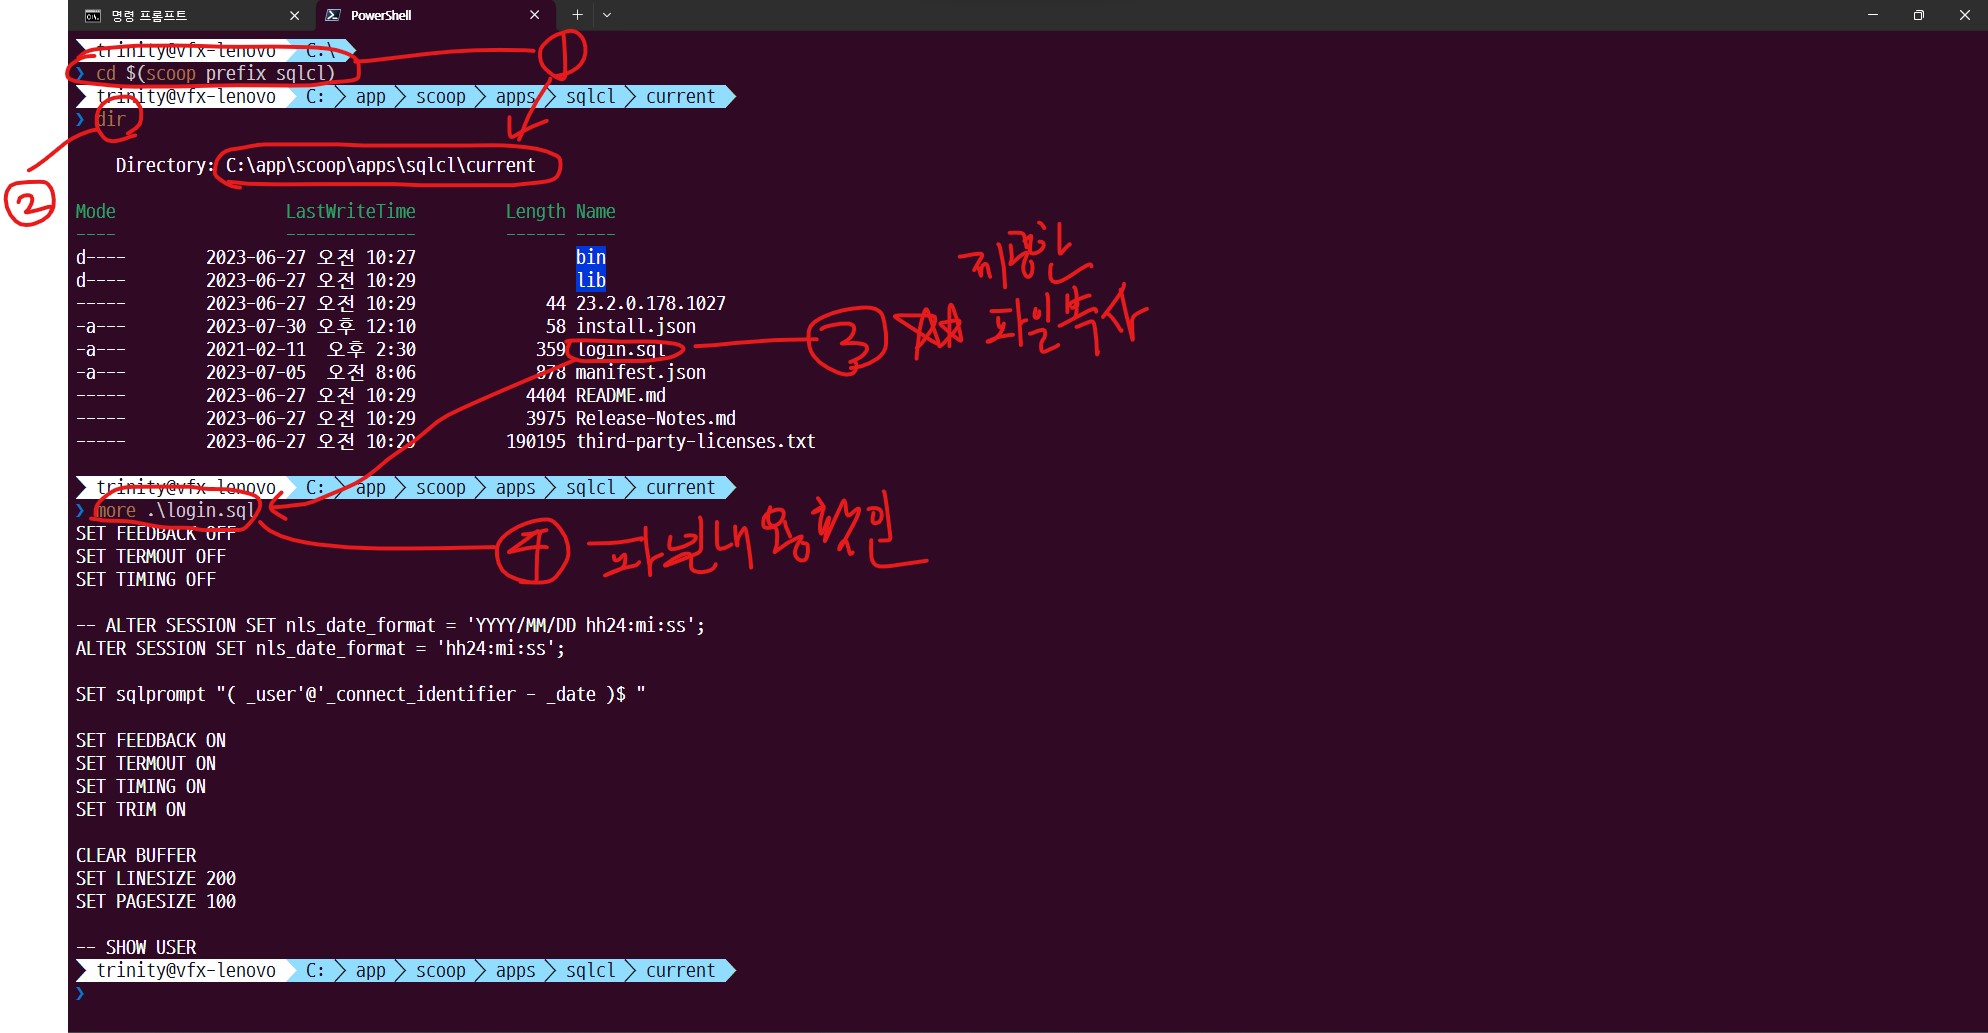 명령 프롬프트
PowerShell
trinity@vfx-lenovo C:\
❯ cd $(scoop prefix sqlcl)
①
trinity@vfx-lenovo C: app scoop apps sqlcl current
❯ dir
②
Directory: C:\app\scoop\apps\sqlcl\current
Mode LastWriteTime Length Name
---- ------------- ------ ----
d---- 2023-06-27 오전 10:27 bin
d---- 2023-06-27 오전 10:29 lib
----- 2023-06-27 오전 10:29 44 23.2.0.178.1027
-a--- 2023-07-30 오후 12:10 58 install.json
-a--- 2021-02-11 오후 2:30 359 login.sql
-a--- 2023-07-05 오전 8:06 878 manifest.json
----- 2023-06-27 오전 10:29 4404 README.md
----- 2023-06-27 오전 10:29 3975 Release-Notes.md
----- 2023-06-27 오전 10:29 190195 third-party-licenses.txt
제공한
③ ☆☆ 파일복사
trinity@vfx-lenovo C: app scoop apps sqlcl current
❯ more .\login.sql
④ 파일내용확인
SET FEEDBACK OFF
SET TERMOUT OFF
SET TIMING OFF
-- ALTER SESSION SET nls_date_format = 'YYYY/MM/DD hh24:mi:ss';
ALTER SESSION SET nls_date_format = 'hh24:mi:ss';
SET sqlprompt "( _user'@'_connect_identifier - _date )$ "
SET FEEDBACK ON
SET TERMOUT ON
SET TIMING ON
SET TRIM ON
CLEAR BUFFER
SET LINESIZE 200
SET PAGESIZE 100
-- SHOW USER
trinity@vfx-lenovo C: app scoop apps sqlcl current
❯